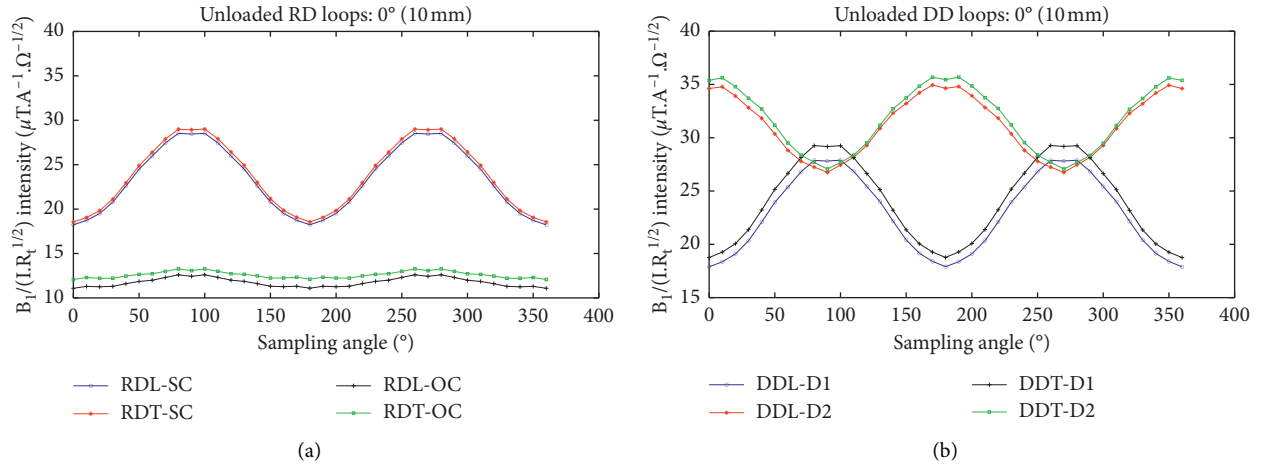 Unloaded RD loops: 0° (10 mm)
B₁/(I.Rₜ^1/2) intensity (μT.A⁻¹.Ω⁻¹/²)
40
35
30
25
20
15
10
0 50 100 150 200 250 300 350 400
Sampling angle (°)
RDL-SC RDL-OC
RDT-SC RDT-OC
(a)
Unloaded DD loops: 0° (10 mm)
B₁/(I.Rₜ^1/2) intensity (μT.A⁻¹.Ω⁻¹/²)
40
35
30
25
20
15
0 50 100 150 200 250 300 350 400
Sampling angle (°)
DDL-D1 DDT-D1
DDL-D2 DDT-D2
(b)